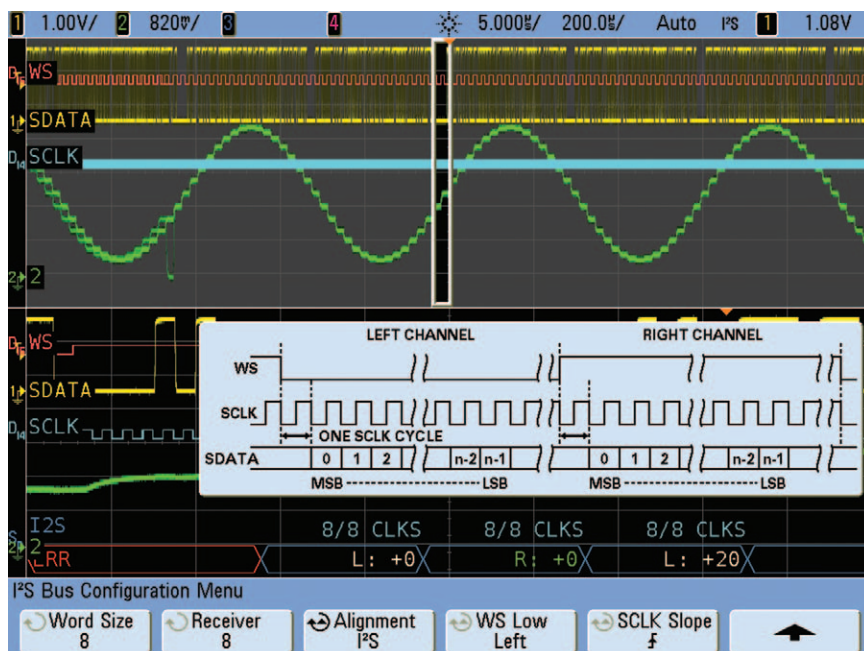 1 1.00V/ 2 820mV/ 3 4 5.000ms/ 200.0ms/ Auto I²S 1 1.08V
WS
SDATA
SCLK
2
WS
SDATA
SCLK
LEFT CHANNEL RIGHT CHANNEL
WS
SCLK
ONE SCLK CYCLE
SDATA 0 1 2 n-2 n-1 0 1 2 n-2 n-1
MSB LSB MSB LSB
I2S 8/8 CLKS 8/8 CLKS 8/8 CLKS
2
ERR L: +0 R: +0 L: +20
I²S Bus Configuration Menu
Word Size Receiver Alignment WS Low SCLK Slope
8 8 I²S Left